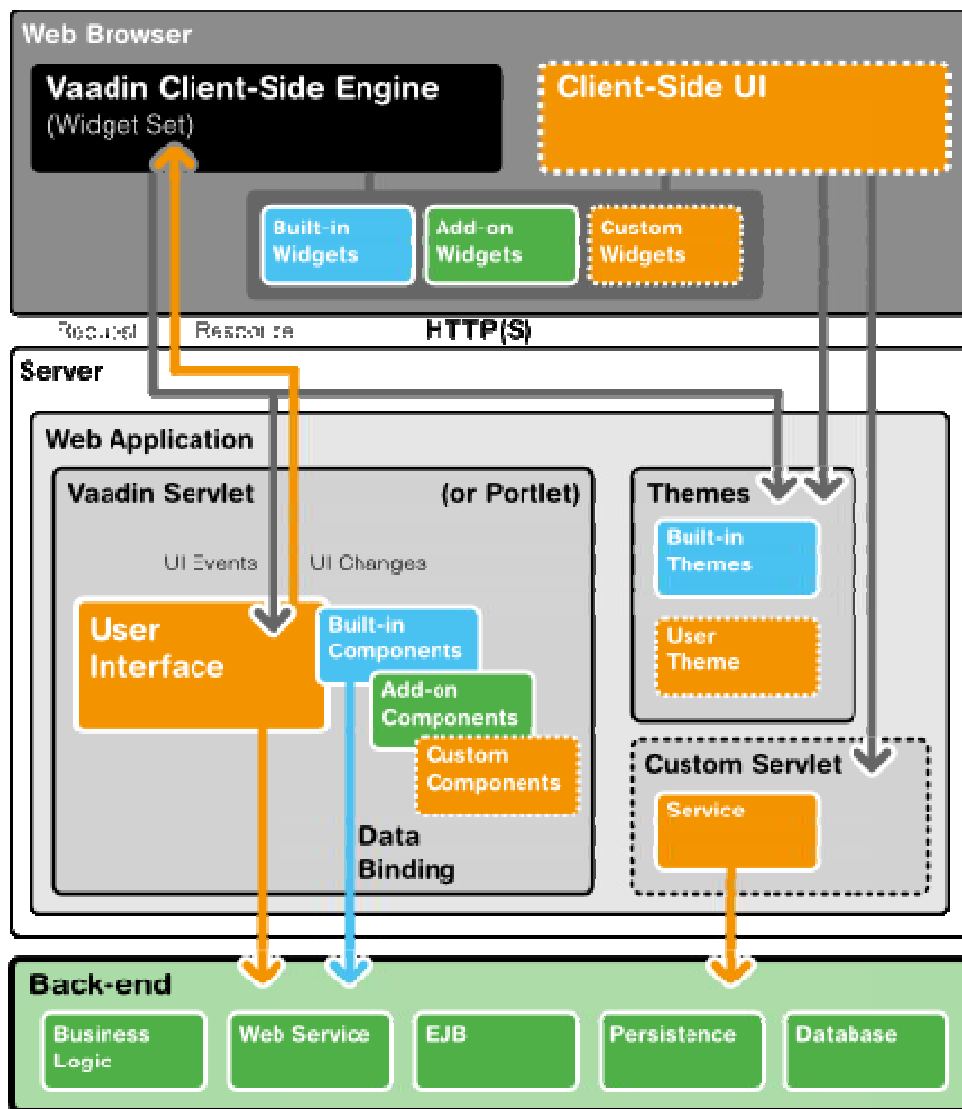 Web Browser
Vaadin Client-Side Engine
(Widget Set)
Client-Side UI
Built-in
Widgets
Add-on
Widgets
Custom
Widgets
Request
Response
HTTP(S)
Server
Web Application
Vaadin Servlet
(or Portlet)
UI Events
UI Changes
User
Interface
Built-in
Components
Add-on
Components
Custom
Components
Data
Binding
Themes
Built-in
Themes
User
Theme
Custom Servlet
Service
Back-end
Business
Logic
Web Service
EJB
Persistence
Database